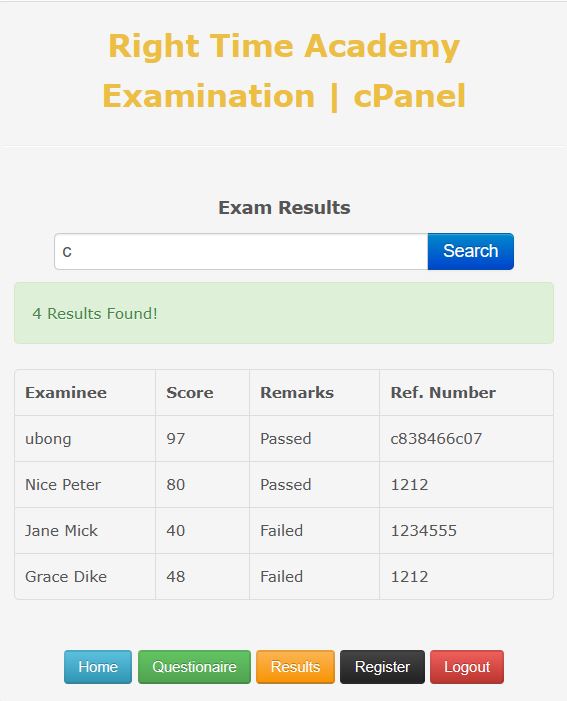 Right Time Academy
Examination | cPanel
Exam Results
c Search
4 Results Found!
Examinee Score Remarks Ref. Number
ubong 97 Passed c838466c07
Nice Peter 80 Passed 1212
Jane Mick 40 Failed 1234555
Grace Dike 48 Failed 1212
Home Questionaire Results Register Logout